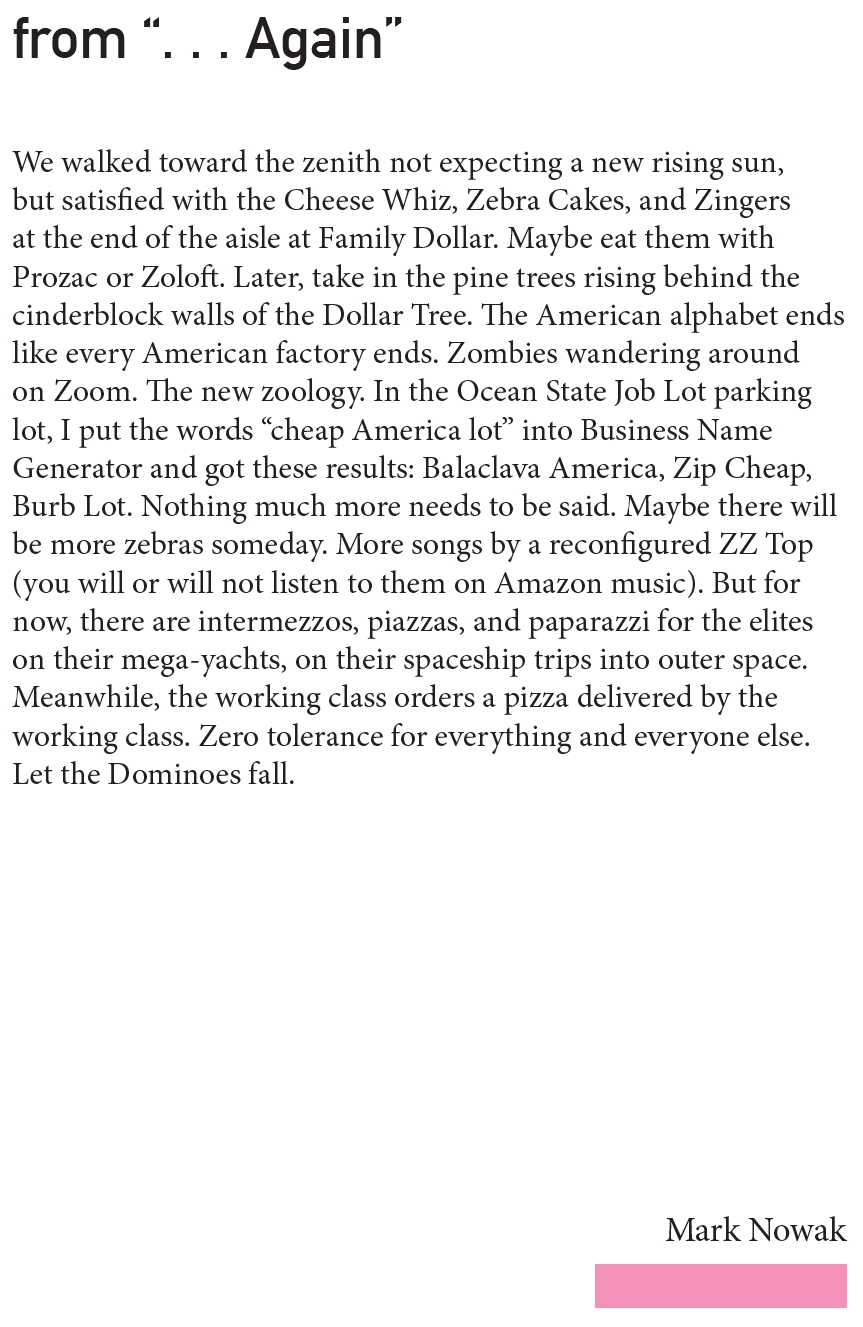 from “. . . Again”
We walked toward the zenith not expecting a new rising sun,
but satisfied with the Cheese Whiz, Zebra Cakes, and Zingers
at the end of the aisle at Family Dollar. Maybe eat them with
Prozac or Zoloft. Later, take in the pine trees rising behind the
cinderblock walls of the Dollar Tree. The American alphabet ends
like every American factory ends. Zombies wandering around
on Zoom. The new zoology. In the Ocean State Job Lot parking
lot, I put the words “cheap America lot” into Business Name
Generator and got these results: Balaclava America, Zip Cheap,
Burb Lot. Nothing much more needs to be said. Maybe there will
be more zebras someday. More songs by a reconfigured ZZ Top
(you will or will not listen to them on Amazon music). But for
now, there are intermezzos, piazzas, and paparazzi for the elites
on their mega-yachts, on their spaceship trips into outer space.
Meanwhile, the working class orders a pizza delivered by the
working class. Zero tolerance for everything and everyone else.
Let the Dominoes fall.
Mark Nowak